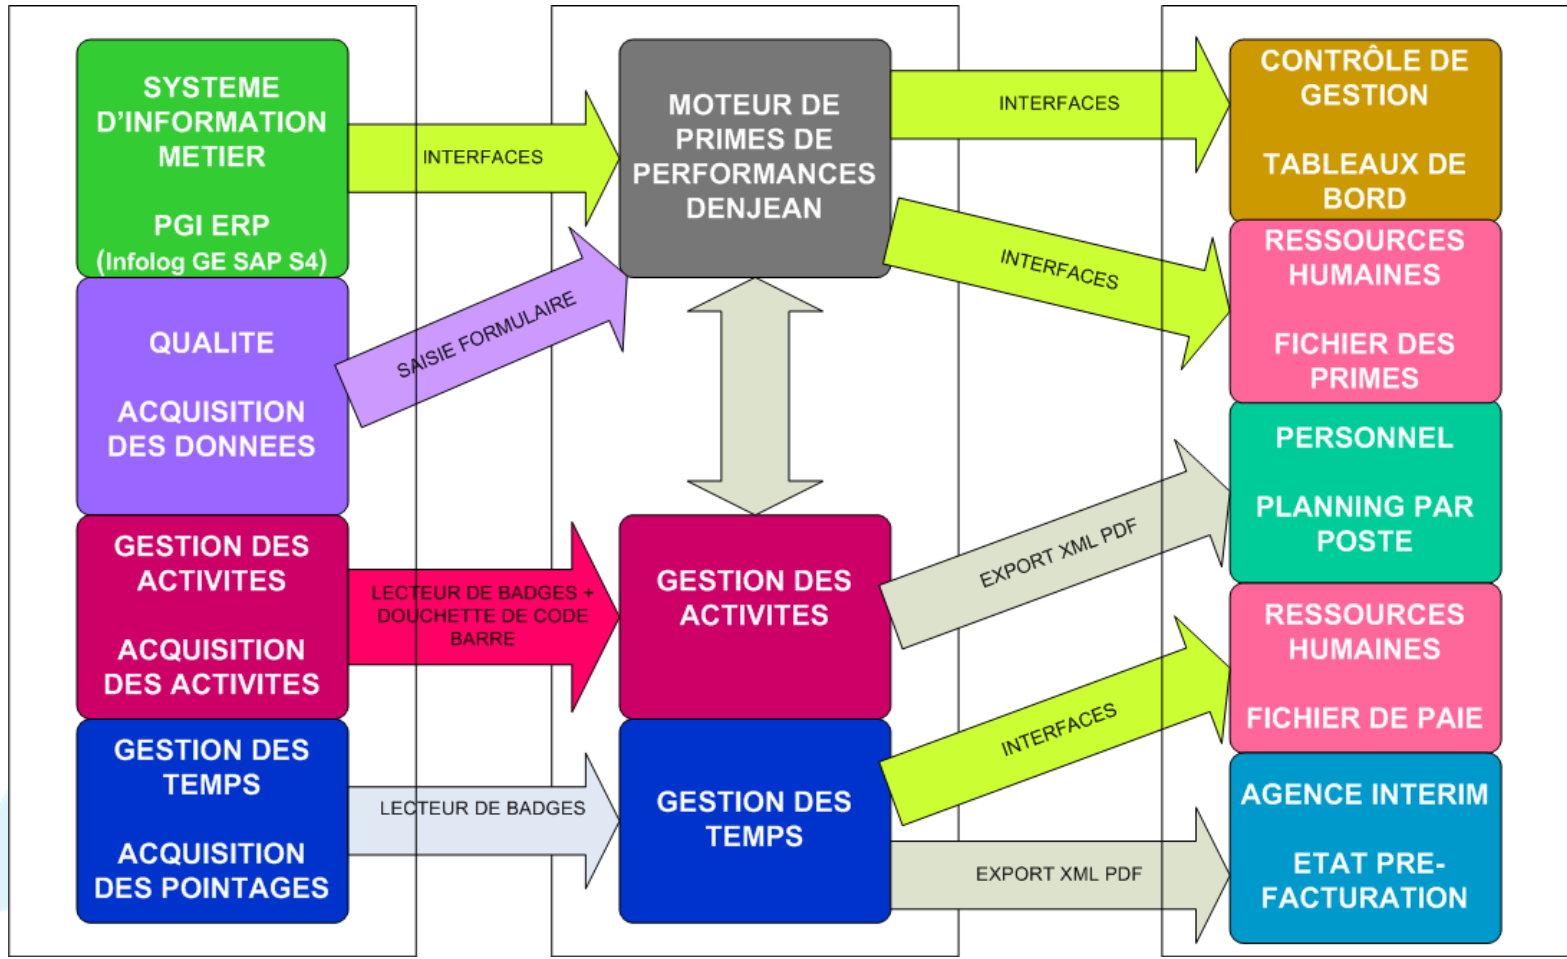 SYSTEME
D'INFORMATION
METIER
PGI ERP
(Infolog GE SAP S4)
QUALITE
ACQUISITION
DES DONNEES
GESTION DES
ACTIVITES
ACQUISITION
DES ACTIVITES
GESTION DES
TEMPS
ACQUISITION
DES POINTAGES
INTERFACES
SAISIE FORMULAIRE
LECTEUR DE BADGES +
DOUCHETTE DE CODE
BARRE
LECTEUR DE BADGES
MOTEUR DE
PRIMES DE
PERFORMANCES
DENJEAN
GESTION DES
ACTIVITES
GESTION DES
TEMPS
INTERFACES
INTERFACES
EXPORT XML PDF
INTERFACES
EXPORT XML PDF
CONTRÔLE DE
GESTION
TABLEAUX DE
BORD
RESSOURCES
HUMAINES
FICHIER DES
PRIMES
PERSONNEL
PLANNING PAR
POSTE
RESSOURCES
HUMAINES
FICHIER DE PAIE
AGENCE INTERIM
ETAT PRE-
FACTURATION